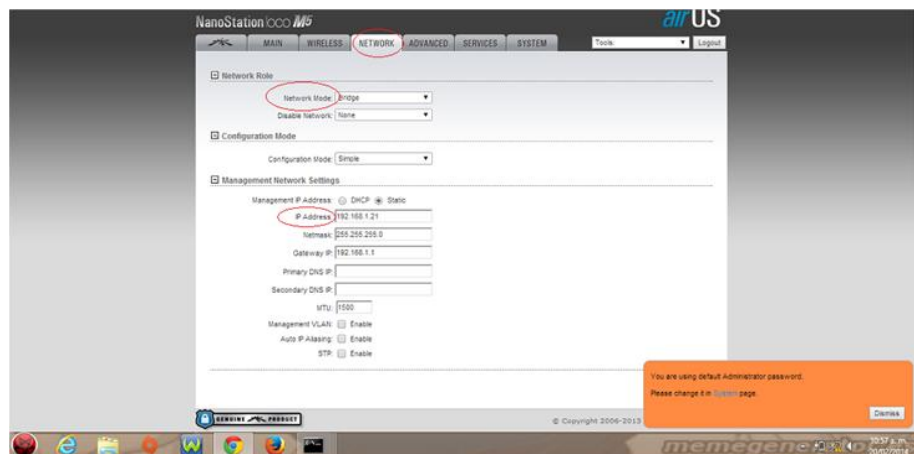 NanoStation loco M5
airOS
MAIN WIRELESS NETWORK ADVANCED SERVICES SYSTEM Tools: Logout
Network Role
Network Mode: Bridge
Disable Network: None
Configuration Mode
Configuration Mode: Simple
Management Network Settings
Management IP Address: DHCP Static
IP Address: 192.168.1.21
Netmask: 255.255.255.0
Gateway IP: 192.168.1.1
Primary DNS IP:
Secondary DNS IP:
MTU: 1500
Management VLAN: Enable
Auto IP Aliasing: Enable
STP: Enable
You are using default Administrator password.
Please change it in System page.
Dismiss
GENUINE PRODUCT
© Copyright 2006-2013
memegene
10:57 a. m.
20/02/2014